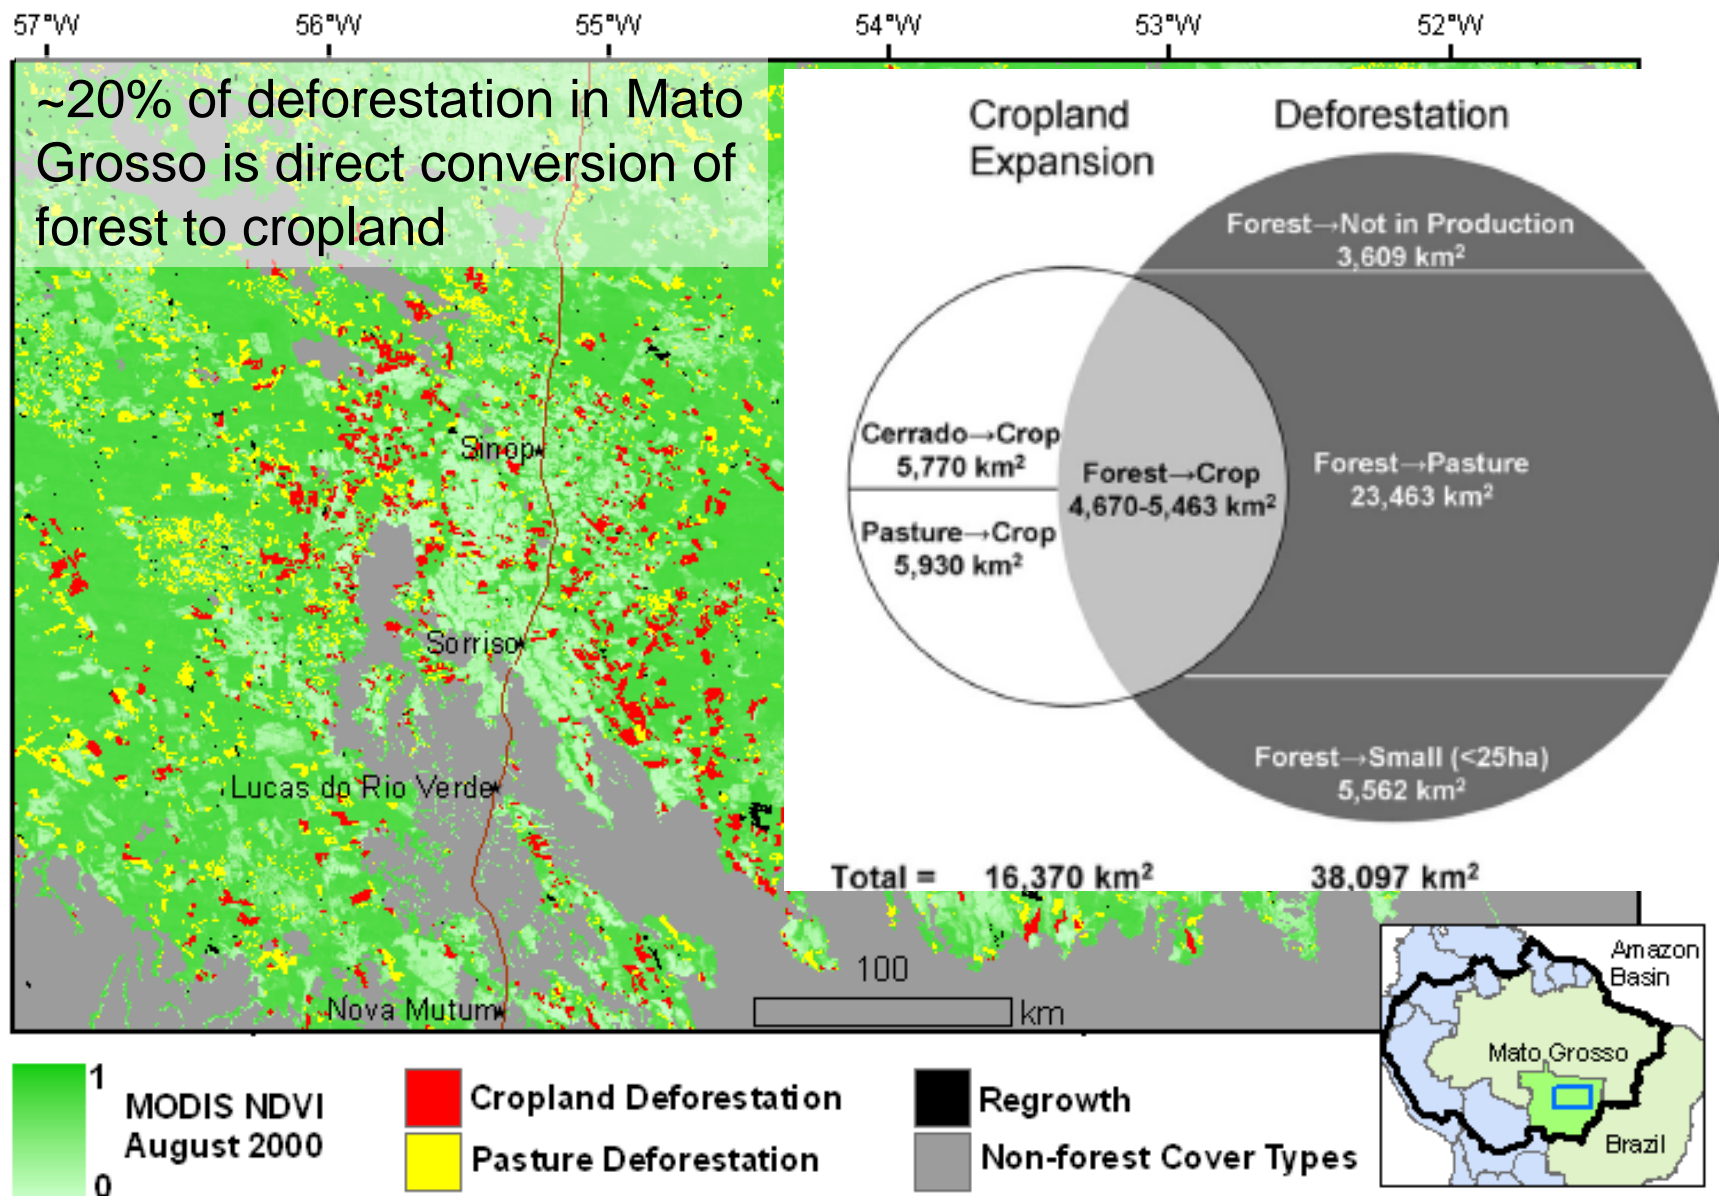 57°W 56°W 55°W 54°W 53°W 52°W
~20% of deforestation in Mato
Grosso is direct conversion of
forest to cropland
Cropland
Expansion
Deforestation
Forest→Not in Production
3,609 km²
Cerrado→Crop
5,770 km²
Pasture→Crop
5,930 km²
Forest→Crop
4,670-5,463 km²
Forest→Pasture
23,463 km²
Forest→Small (<25ha)
5,562 km²
Total = 16,370 km² 38,097 km²
Sinop
Sorriso
Lucas do Rio Verde
Nova Mutum
100
km
Amazon
Basin
Mato Grosso
Brazil
1
MODIS NDVI
August 2000
0
Cropland Deforestation
Pasture Deforestation
Regrowth
Non-forest Cover Types